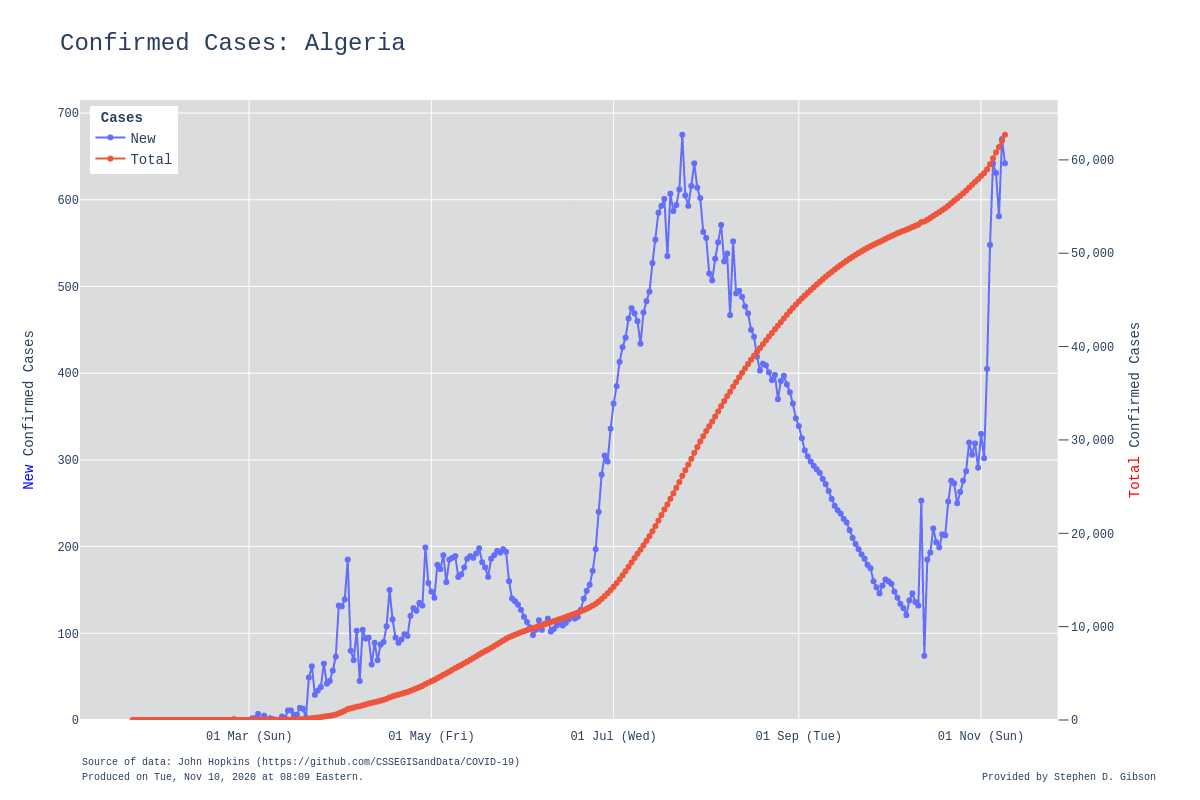 Confirmed Cases: Algeria
Cases
New
Total
700
600
500
400
300
200
100
0
60,000
50,000
40,000
30,000
20,000
10,000
0
New Confirmed Cases
Total Confirmed Cases
01 Mar (Sun)
01 May (Fri)
01 Jul (Wed)
01 Sep (Tue)
01 Nov (Sun)
Source of data: John Hopkins (https://github.com/CSSEGISandData/COVID-19)
Produced on Tue, Nov 10, 2020 at 08:09 Eastern.
Provided by Stephen D. Gibson